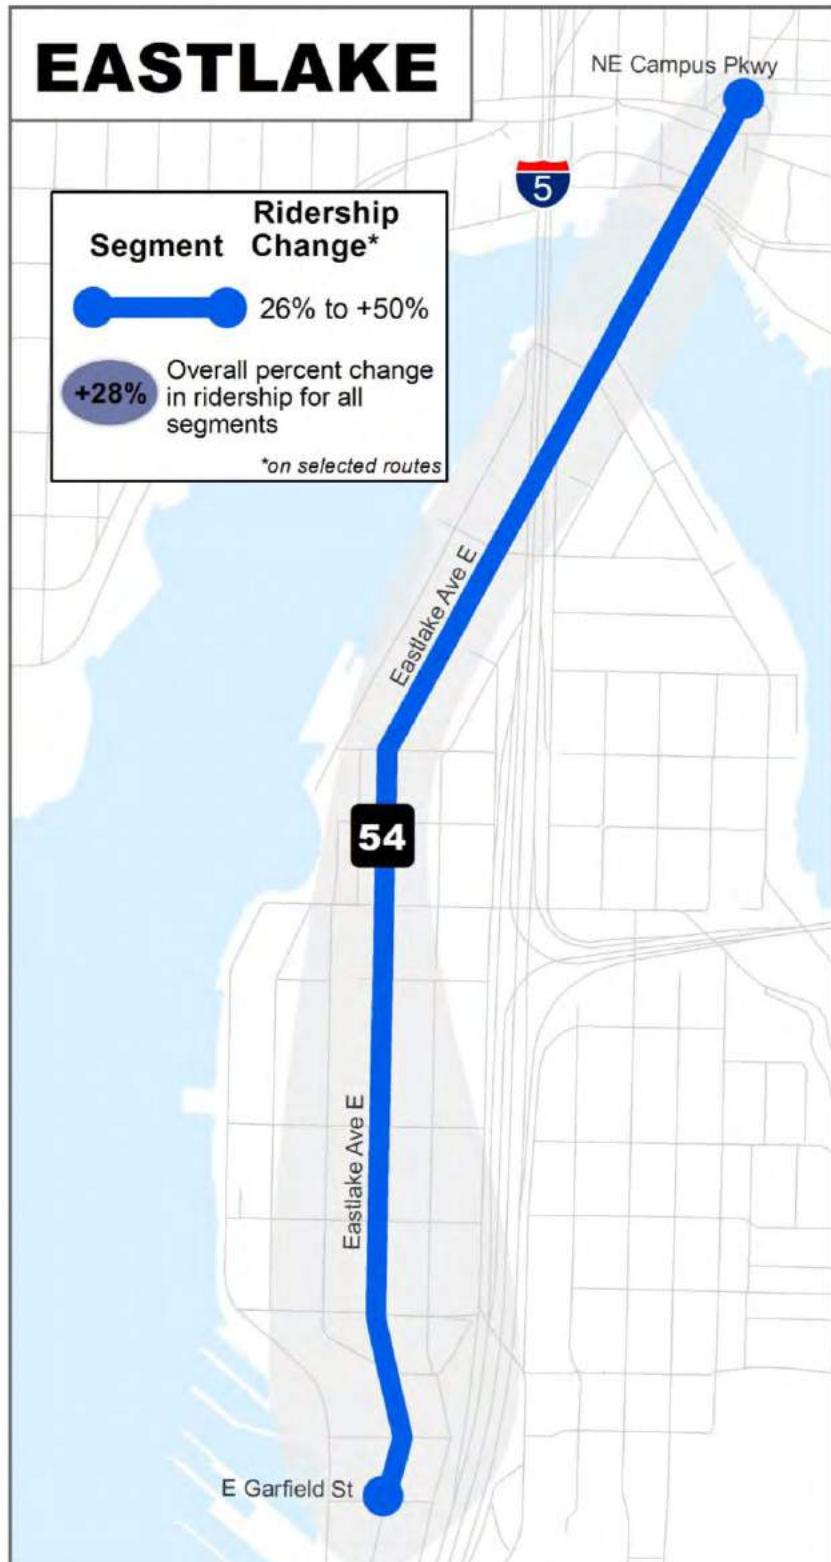 EASTLAKE
NE Campus Pkwy
5
Segment
Ridership
Change*
26% to +50%
+28%
Overall percent change
in ridership for all
segments
*on selected routes
Eastlake Ave E
54
Eastlake Ave E
E Garfield St